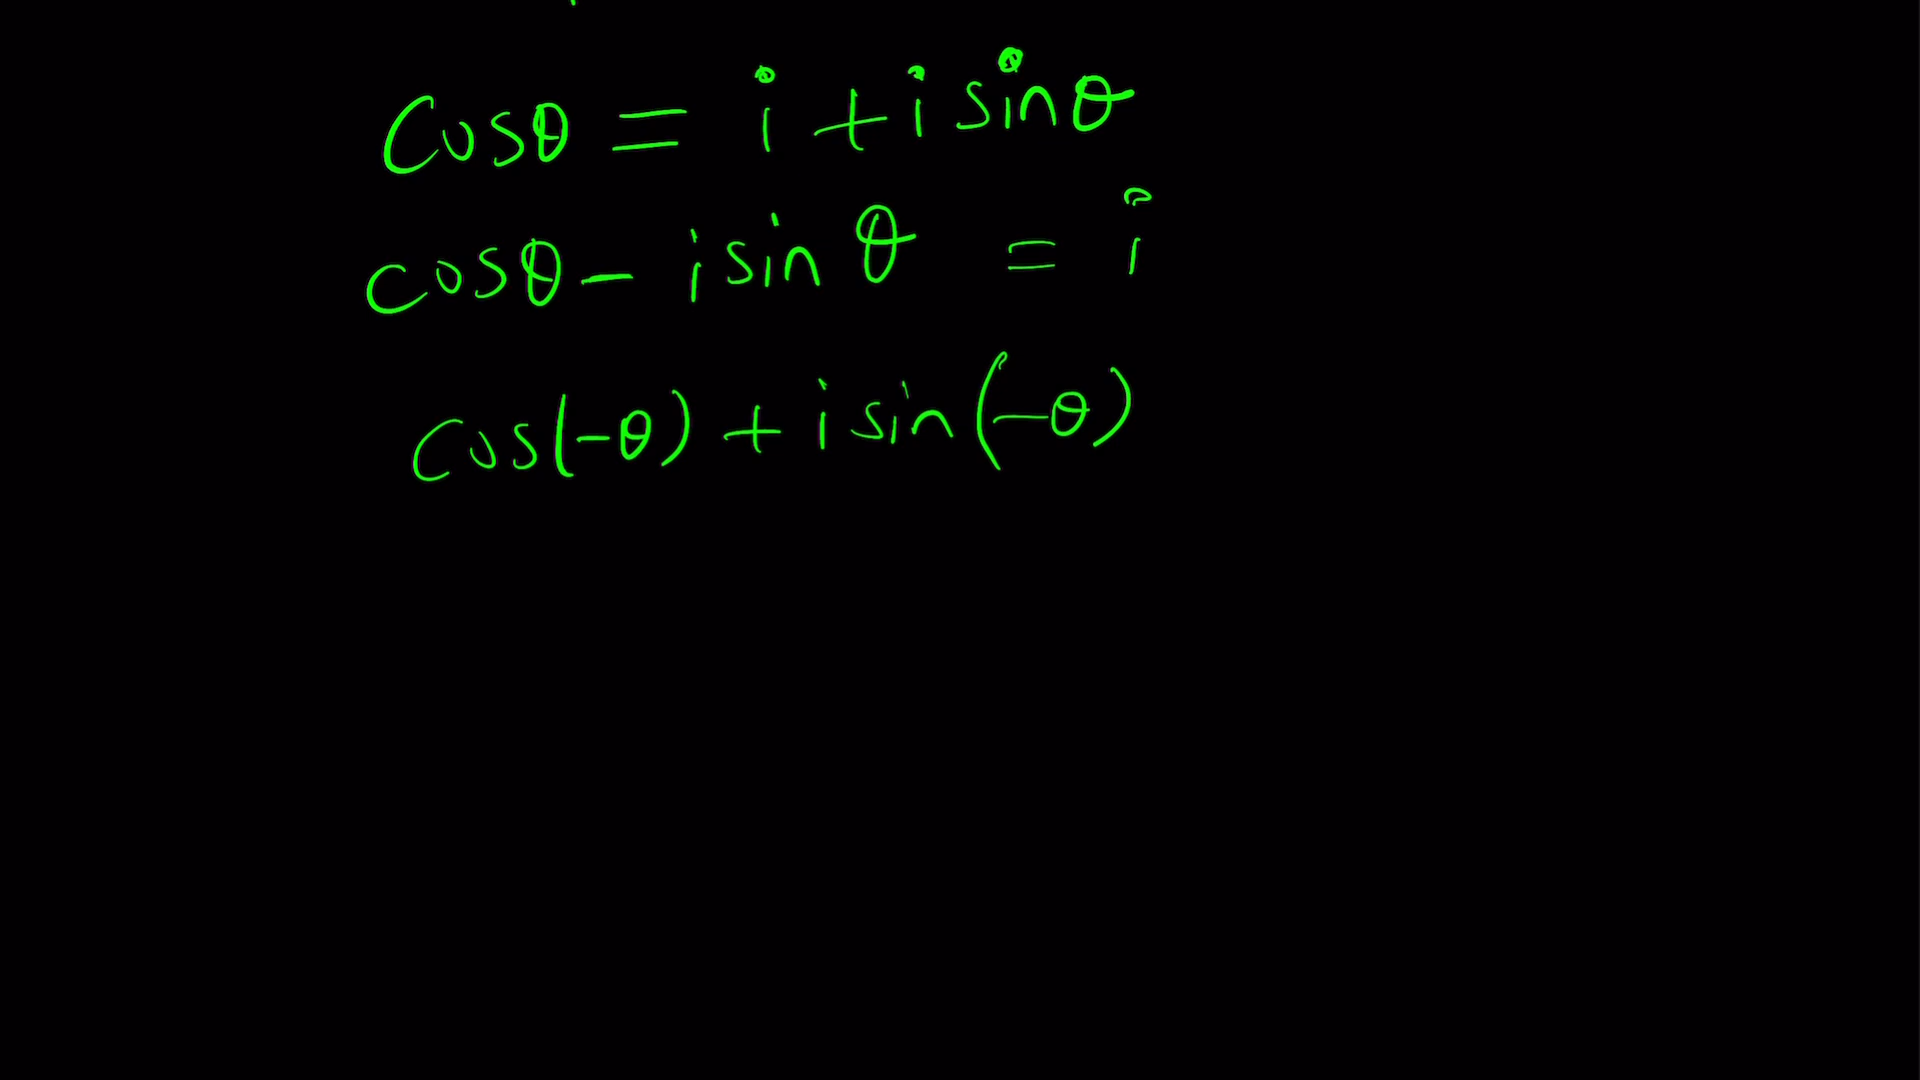 cosθ = i + i sinθ
cosθ - i sin θ = i
cos(-θ) + i sin(-θ)